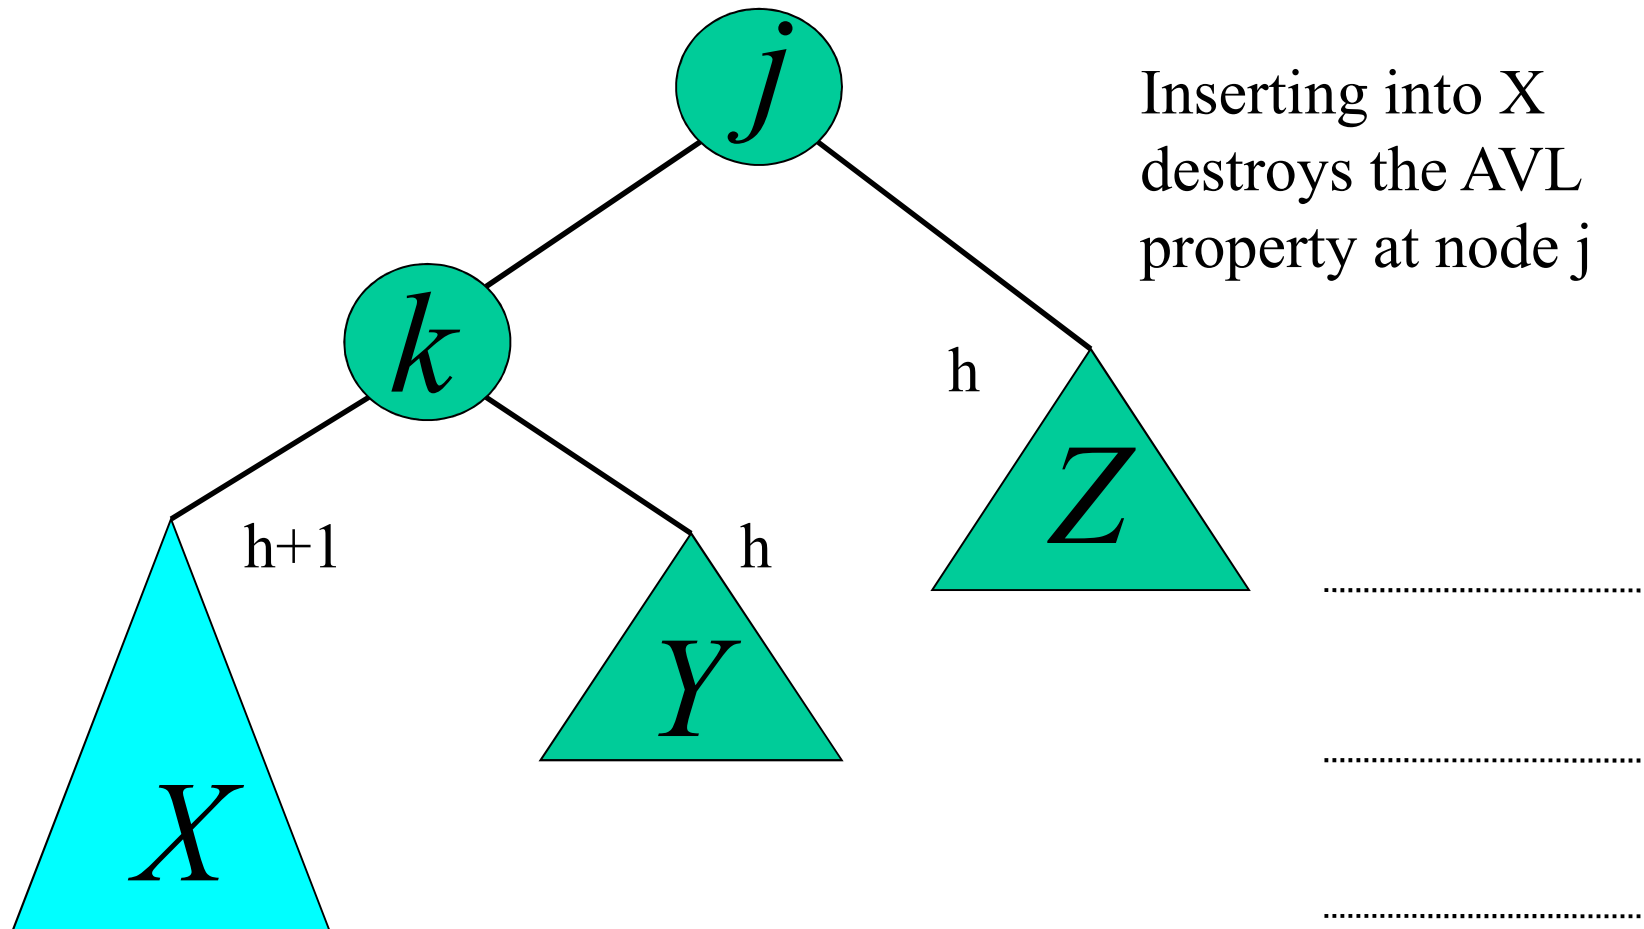 j
Inserting into X
destroys the AVL
property at node j
k
h
Z
h+1
h
Y
X